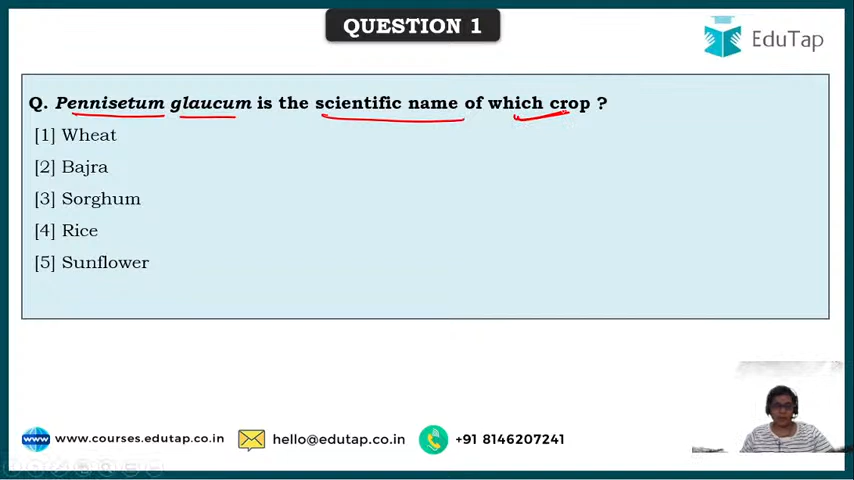 QUESTION 1
EduTap
Q. Pennisetum glaucum is the scientific name of which crop ?
[1] Wheat
[2] Bajra
[3] Sorghum
[4] Rice
[5] Sunflower
www www.courses.edutap.co.in hello@edutap.co.in +91 8146207241